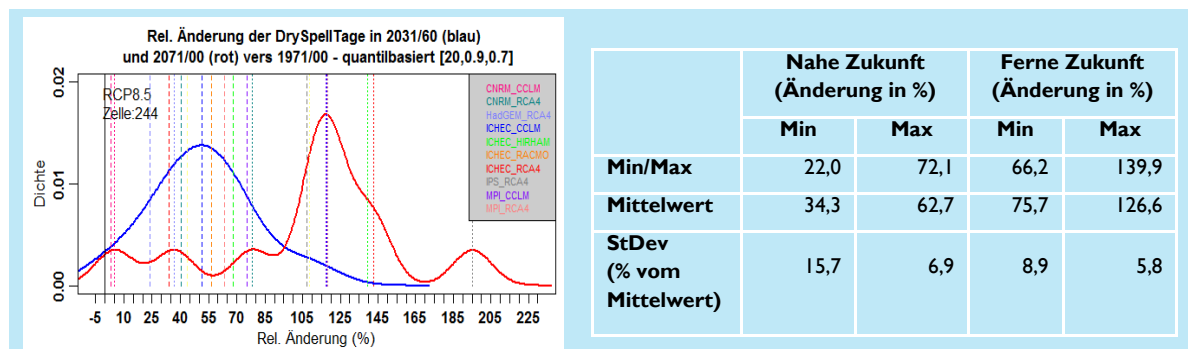 Rel. Änderung der DrySpellTage in 2031/60 (blau)
und 2071/00 (rot) vers 1971/00 - quantilbasiert [20,0.9,0.7]
RCP8.5
Zelle:244
CNRM_CCLM
CNRM_RCA4
HadGEM_RCA4
ICHEC_CCLM
ICHEC_HIRHAM
ICHEC_RACMO
ICHEC_RCA4
IPS_RCA4
MPI_CCLM
MPI_RCA4
Dichte
0.02
0.01
0.00
-5 10 25 40 55 70 85 105 125 145 165 185 205 225
Rel. Änderung (%)
Nahe Zukunft Ferne Zukunft
(Änderung in %) (Änderung in %)
Min Max Min Max
Min/Max 22,0 72,1 66,2 139,9
Mittelwert 34,3 62,7 75,7 126,6
StDev
(% vom 15,7 6,9 8,9 5,8
Mittelwert)